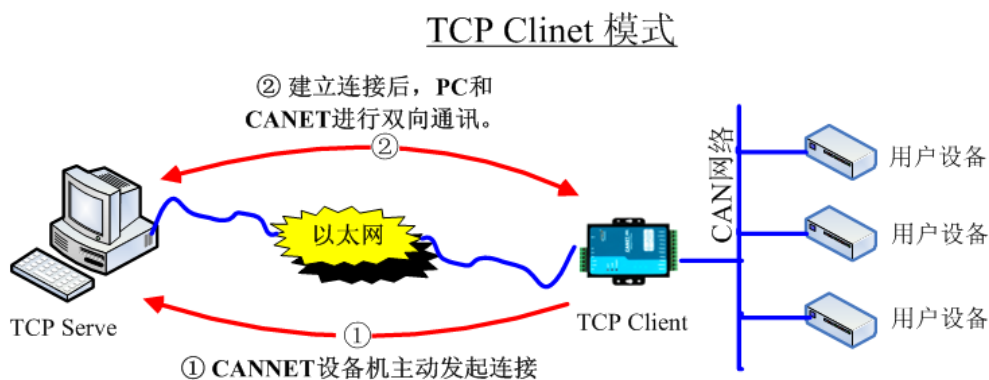 TCP Clinet 模式
② 建立连接后，PC和
CANET进行双向通讯。
②
以太网
CAN网络
用户设备
用户设备
用户设备
TCP Serve
TCP Client
①
① CANNET设备机主动发起连接